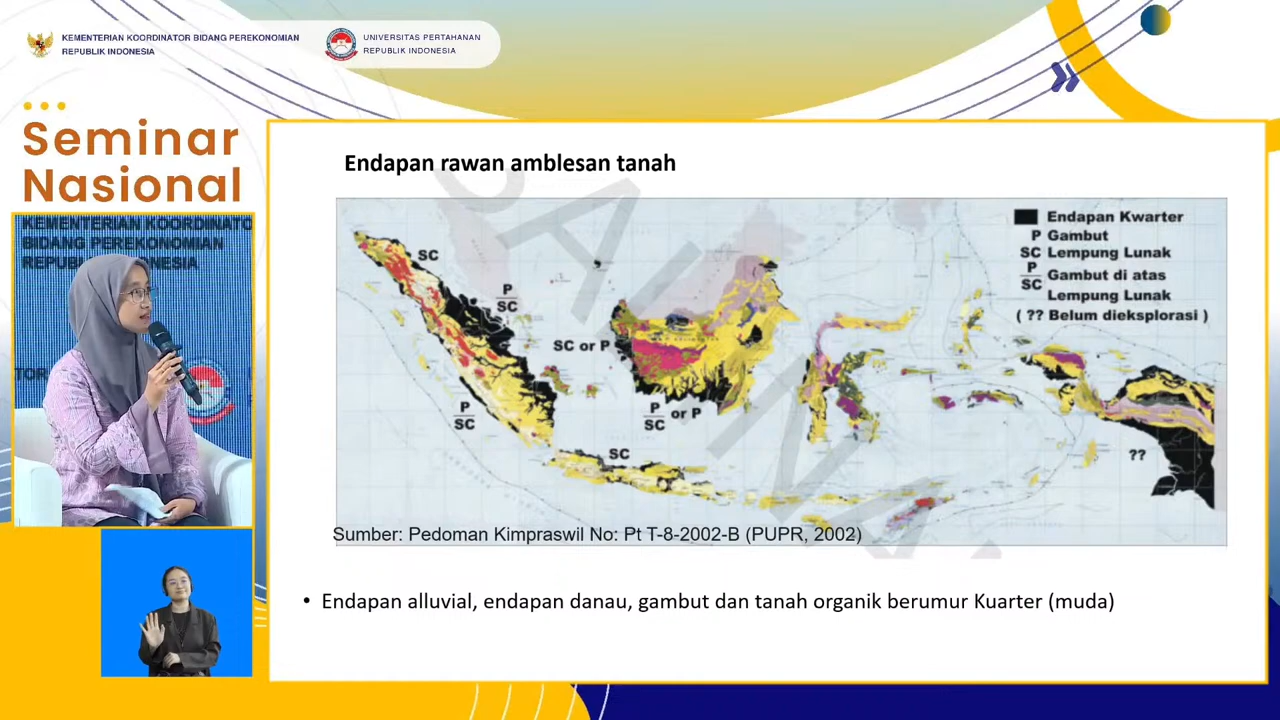 KEMENTERIAN KOORDINATOR BIDANG PEREKONOMIAN
REPUBLIK INDONESIA
UNIVERSITAS PERTAHANAN
REPUBLIK INDONESIA
Seminar
Nasional
KEMENTERIAN KOORDINATO
BIDANG PEREKONOMIAN
Endapan rawan amblesan tanah
SALINAN
Endapan Kwarter
P Gambut
SC Lempung Lunak
P
SC
Gambut di atas
Lempung Lunak
( ?? Belum dieksplorasi )
SC
P
SC
SC or P
P
SC
P
SC
or P
SC
??
Sumber: Pedoman Kimpraswil No: Pt T-8-2002-B (PUPR, 2002)
• Endapan alluvial, endapan danau, gambut dan tanah organik berumur Kuarter (muda)